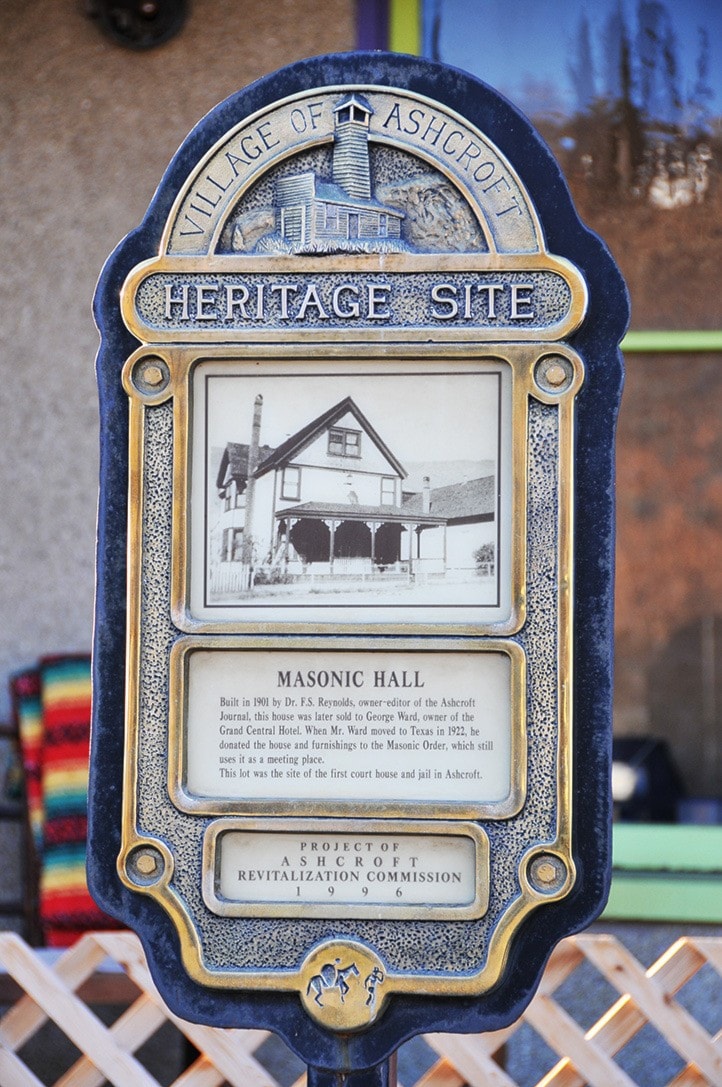 VILLAGE OF ASHCROFT
HERITAGE SITE
MASONIC HALL
Built in 1901 by Dr. F.S. Reynolds, owner-editor of the Ashcroft
Journal, this house was later sold to George Ward, owner of the
Grand Central Hotel. When Mr. Ward moved to Texas in 1922, he
donated the house and furnishings to the Masonic Order, which still
uses it as a meeting place.
This lot was the site of the first court house and jail in Ashcroft.
PROJECT OF
ASHCROFT
REVITALIZATION COMMISSION
1996